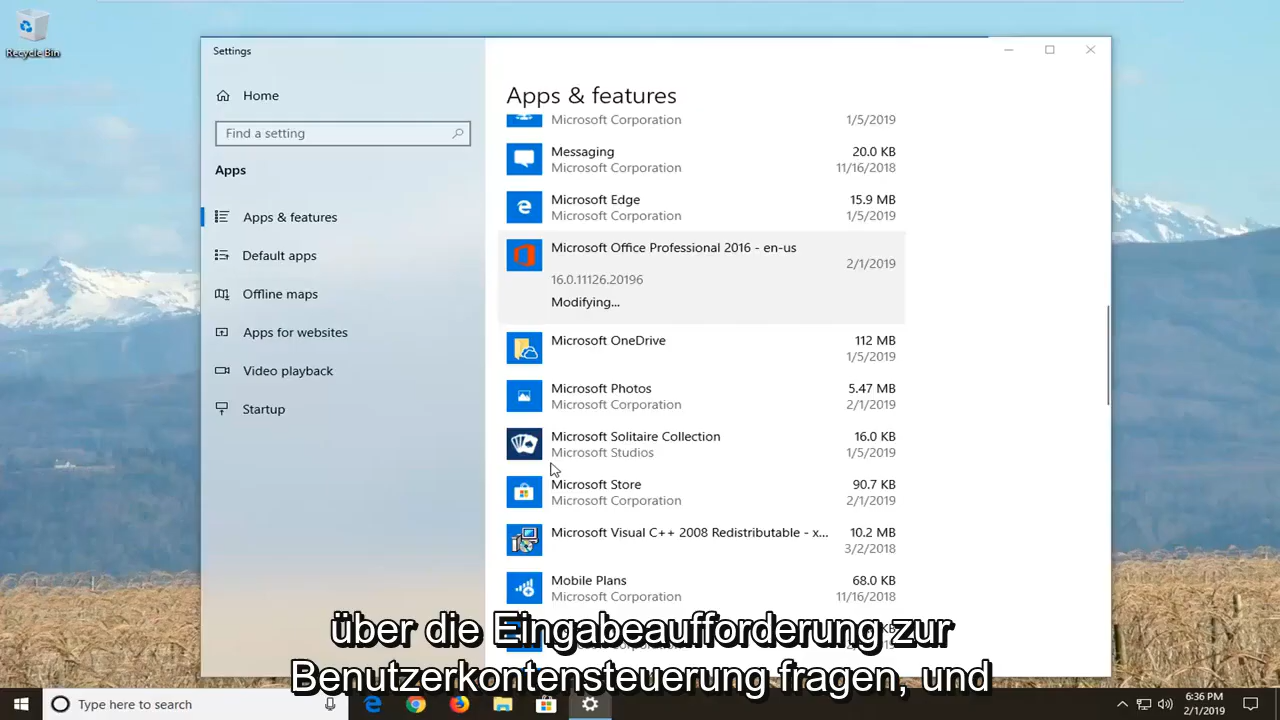 Recycle Bin
Settings
Home
Find a setting
Apps
Apps & features
Default apps
Offline maps
Apps for websites
Video playback
Startup
Apps & features
Microsoft Corporation 1/5/2019
Messaging 20.0 KB
Microsoft Corporation 11/16/2018
Microsoft Edge 15.9 MB
Microsoft Corporation 1/5/2019
Microsoft Office Professional 2016 - en-us
2/1/2019
16.0.11126.20196
Modifying...
Microsoft OneDrive 112 MB
1/5/2019
Microsoft Photos 5.47 MB
Microsoft Corporation 2/1/2019
Microsoft Solitaire Collection 16.0 KB
Microsoft Studios 1/5/2019
Microsoft Store 90.7 KB
Microsoft Corporation 2/1/2019
Microsoft Visual C++ 2008 Redistributable - x... 10.2 MB
3/2/2018
Mobile Plans 68.0 KB
Microsoft Corporation 11/16/2018
über die Eingabeaufforderung zur
Benutzerkontensteuerung fragen, und
Type here to search
6:36 PM
2/1/2019